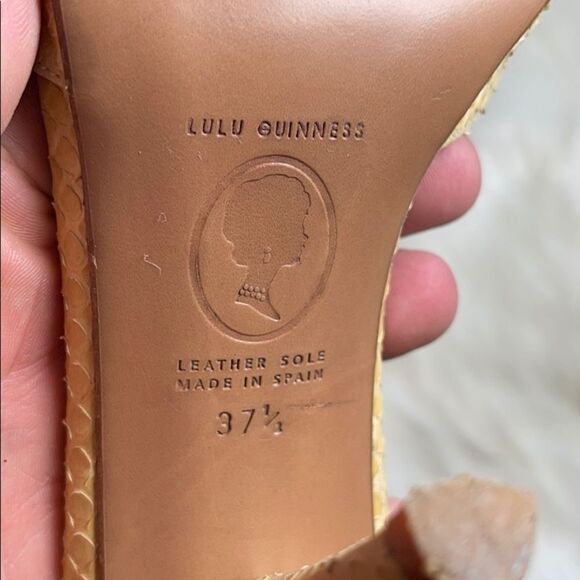 LULU GUINNESS
LEATHER SOLE
MADE IN SPAIN
37½